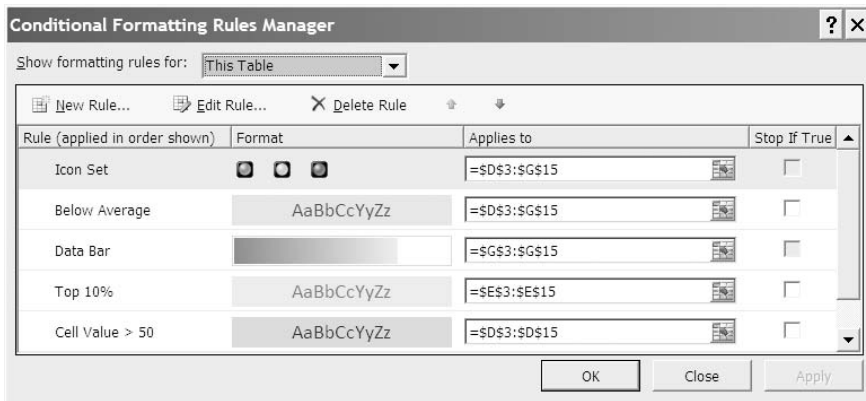 Conditional Formatting Rules Manager ? X
Show formatting rules for: This Table
New Rule... Edit Rule... Delete Rule
Rule (applied in order shown) Format Applies to Stop If True
Icon Set =$D$3:$G$15
Below Average AaBbCcYyZz =$D$3:$G$15
Data Bar =$G$3:$G$15
Top 10% AaBbCcYyZz =$E$3:$E$15
Cell Value > 50 AaBbCcYyZz =$D$3:$D$15
OK Close Apply